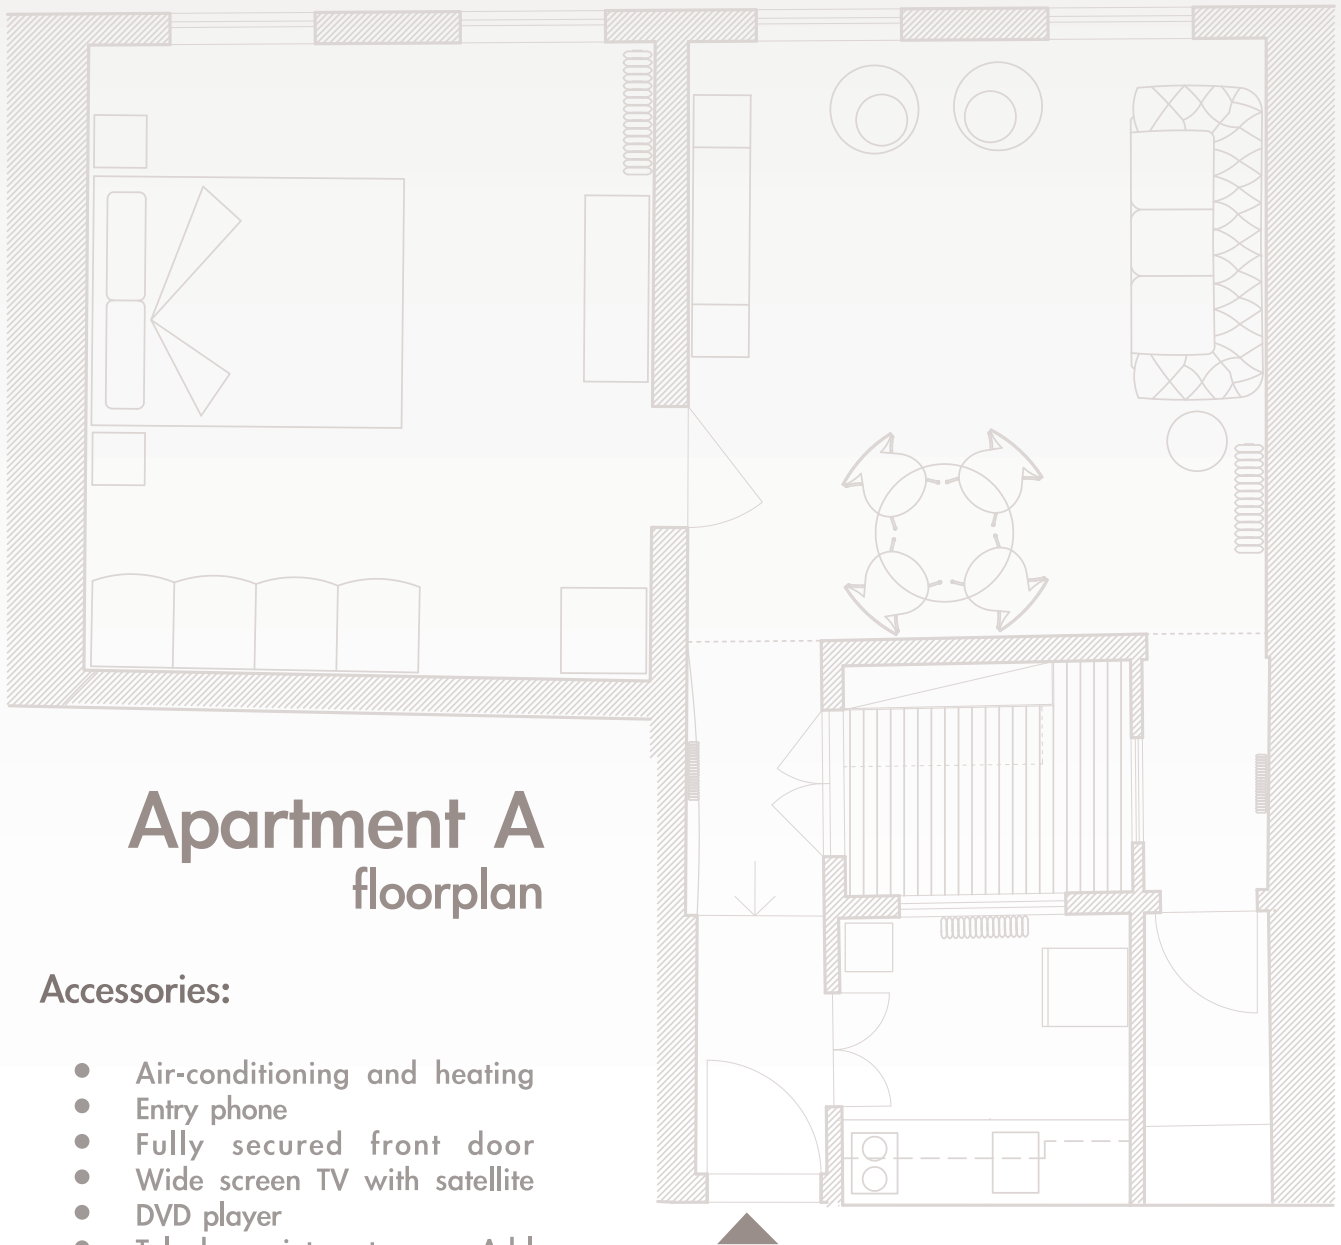 Apartment A
floorplan
Accessories:
• Air-conditioning and heating
• Entry phone
• Fully secured front door
• Wide screen TV with satellite
• DVD player